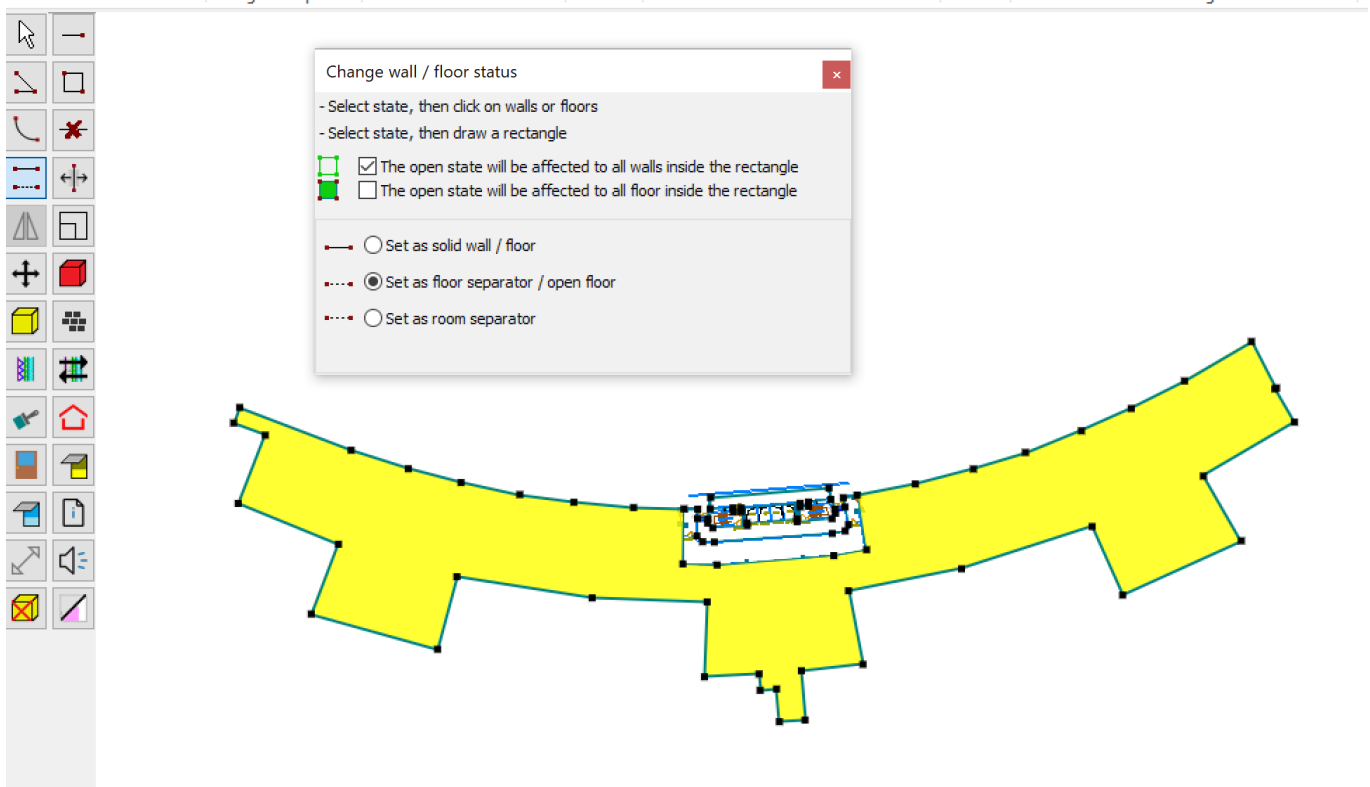 Change wall / floor status
- Select state, then click on walls or floors
- Select state, then draw a rectangle
The open state will be affected to all walls inside the rectangle
The open state will be affected to all floor inside the rectangle
Set as solid wall / floor
Set as floor separator / open floor
Set as room separator